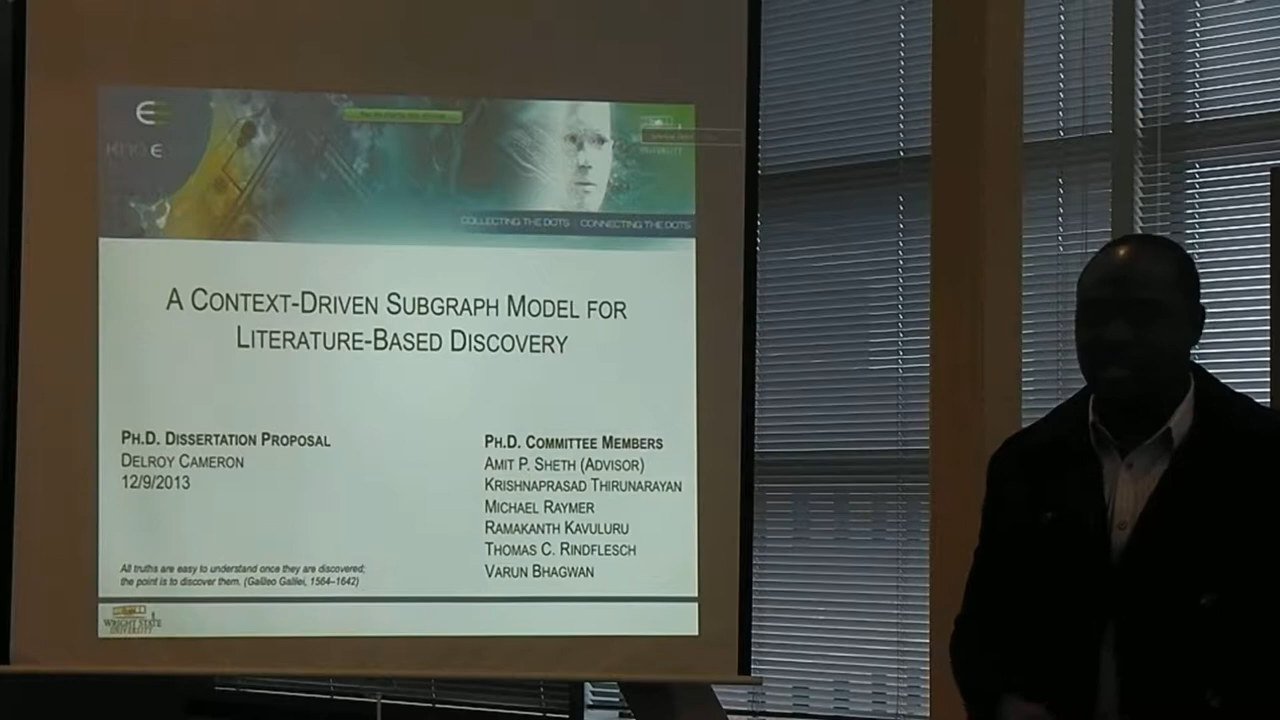 COLLECTING THE DOTS
CONNECTING THE DOTS
A CONTEXT-DRIVEN SUBGRAPH MODEL FOR
LITERATURE-BASED DISCOVERY
PH.D. DISSERTATION PROPOSAL
DELROY CAMERON
12/9/2013
PH.D. COMMITTEE MEMBERS
AMIT P. SHETH (ADVISOR)
KRISHNAPRASAD THIRUNARAYAN
MICHAEL RAYMER
RAMAKANTH KAVULURU
THOMAS C. RINDFLESCH
VARUN BHAGWAN
All truths are easy to understand once they are discovered;
the point is to discover them. (Galileo Galilei, 1564–1642)
WRIGHT STATE
UNIVERSITY